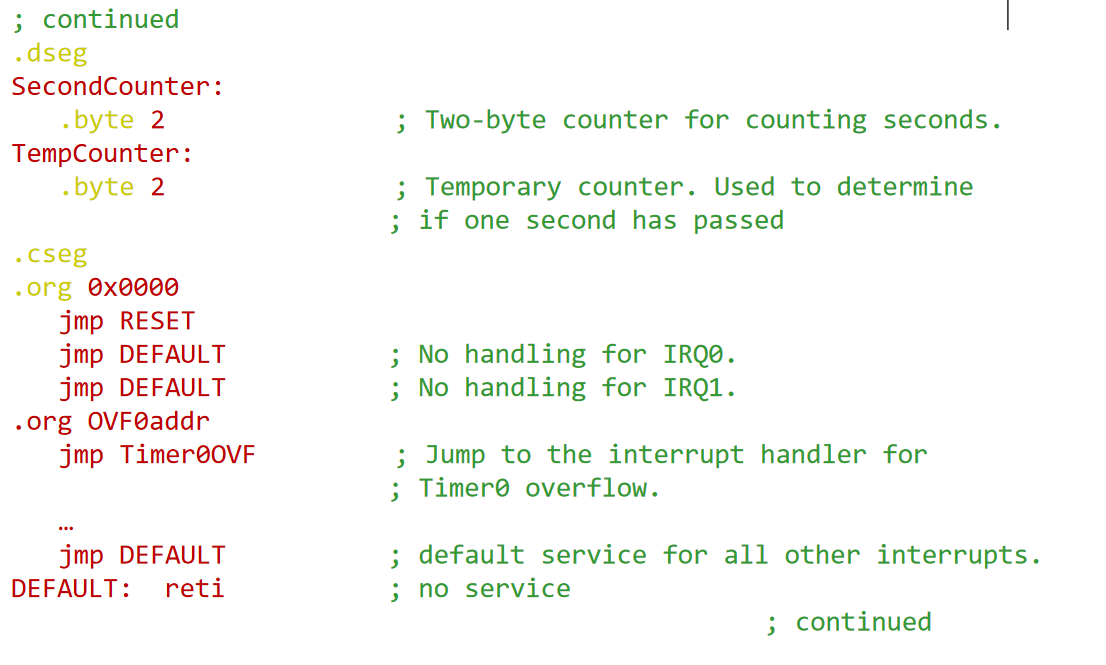 ; continued
.dseg
SecondCounter:
.byte 2 ; Two-byte counter for counting seconds.
TempCounter:
.byte 2 ; Temporary counter. Used to determine
; if one second has passed
.cseg
.org 0x0000
jmp RESET
jmp DEFAULT ; No handling for IRQ0.
jmp DEFAULT ; No handling for IRQ1.
.org OVF0addr
jmp Timer0OVF ; Jump to the interrupt handler for
; Timer0 overflow.
…
jmp DEFAULT ; default service for all other interrupts.
DEFAULT: reti ; no service
; continued